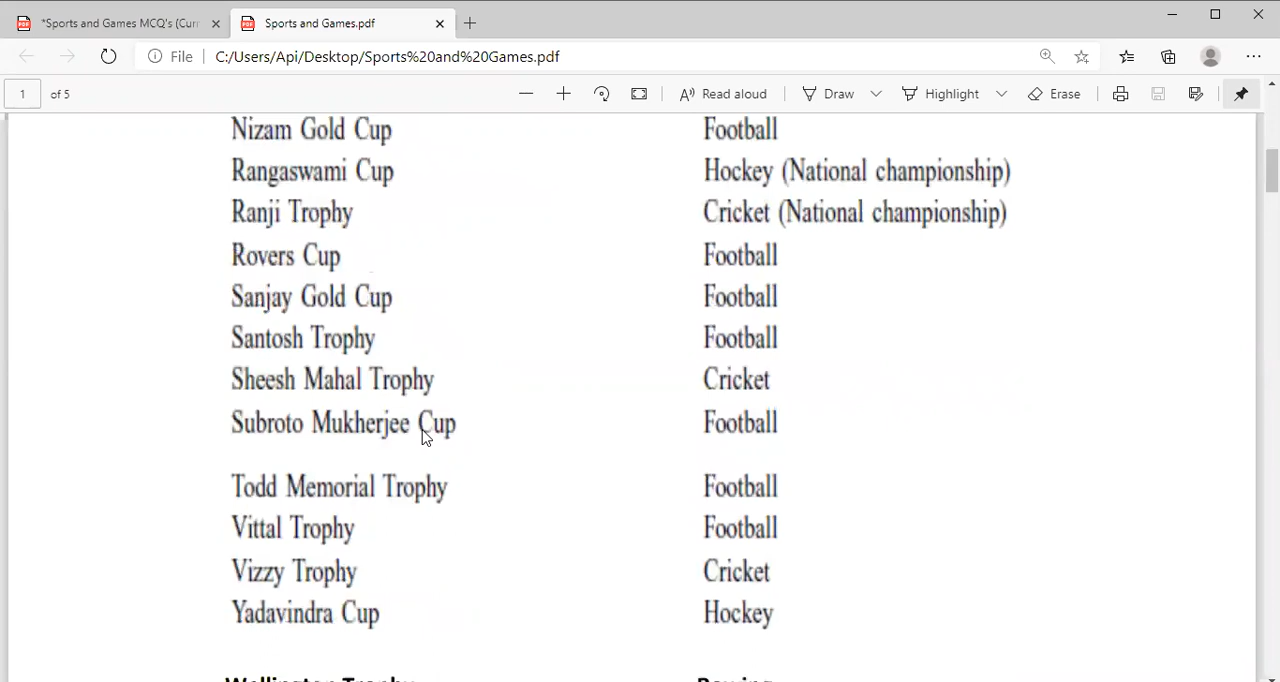 *Sports and Games MCQ's (Curr
Sports and Games.pdf
File C:/Users/Api/Desktop/Sports%20and%20Games.pdf
1 of 5 Read aloud Draw Highlight Erase
Nizam Gold Cup Football
Rangaswami Cup Hockey (National championship)
Ranji Trophy Cricket (National championship)
Rovers Cup Football
Sanjay Gold Cup Football
Santosh Trophy Football
Sheesh Mahal Trophy Cricket
Subroto Mukherjee Cup Football
Todd Memorial Trophy Football
Vittal Trophy Football
Vizzy Trophy Cricket
Yadavindra Cup Hockey
Wellington Trophy Rowing